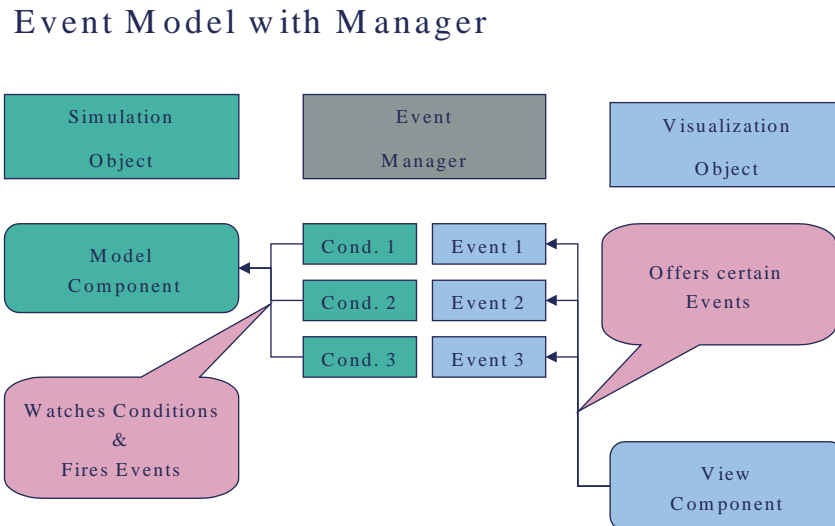 Event Model with Manager
Simulation
Object
Event
Manager
Visualization
Object
Model
Component
Cond. 1
Event 1
Cond. 2
Event 2
Cond. 3
Event 3
Offers certain
Events
Watches Conditions
&
Fires Events
View
Component